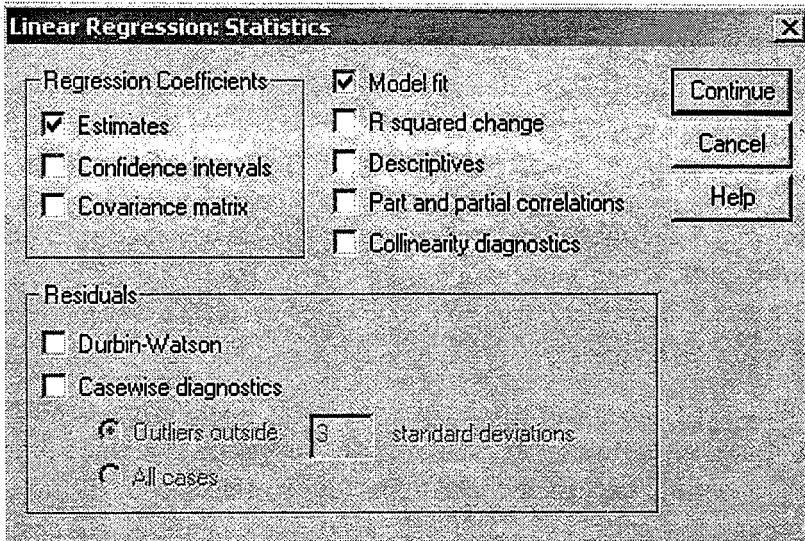 Linear Regression: Statistics
Regression Coefficients
Estimates
Confidence intervals
Covariance matrix
Model fit
R squared change
Descriptives
Part and partial correlations
Collinearity diagnostics
Continue
Cancel
Help
Residuals
Durbin-Watson
Casewise diagnostics
Outliers outside: 3 standard deviations
All cases